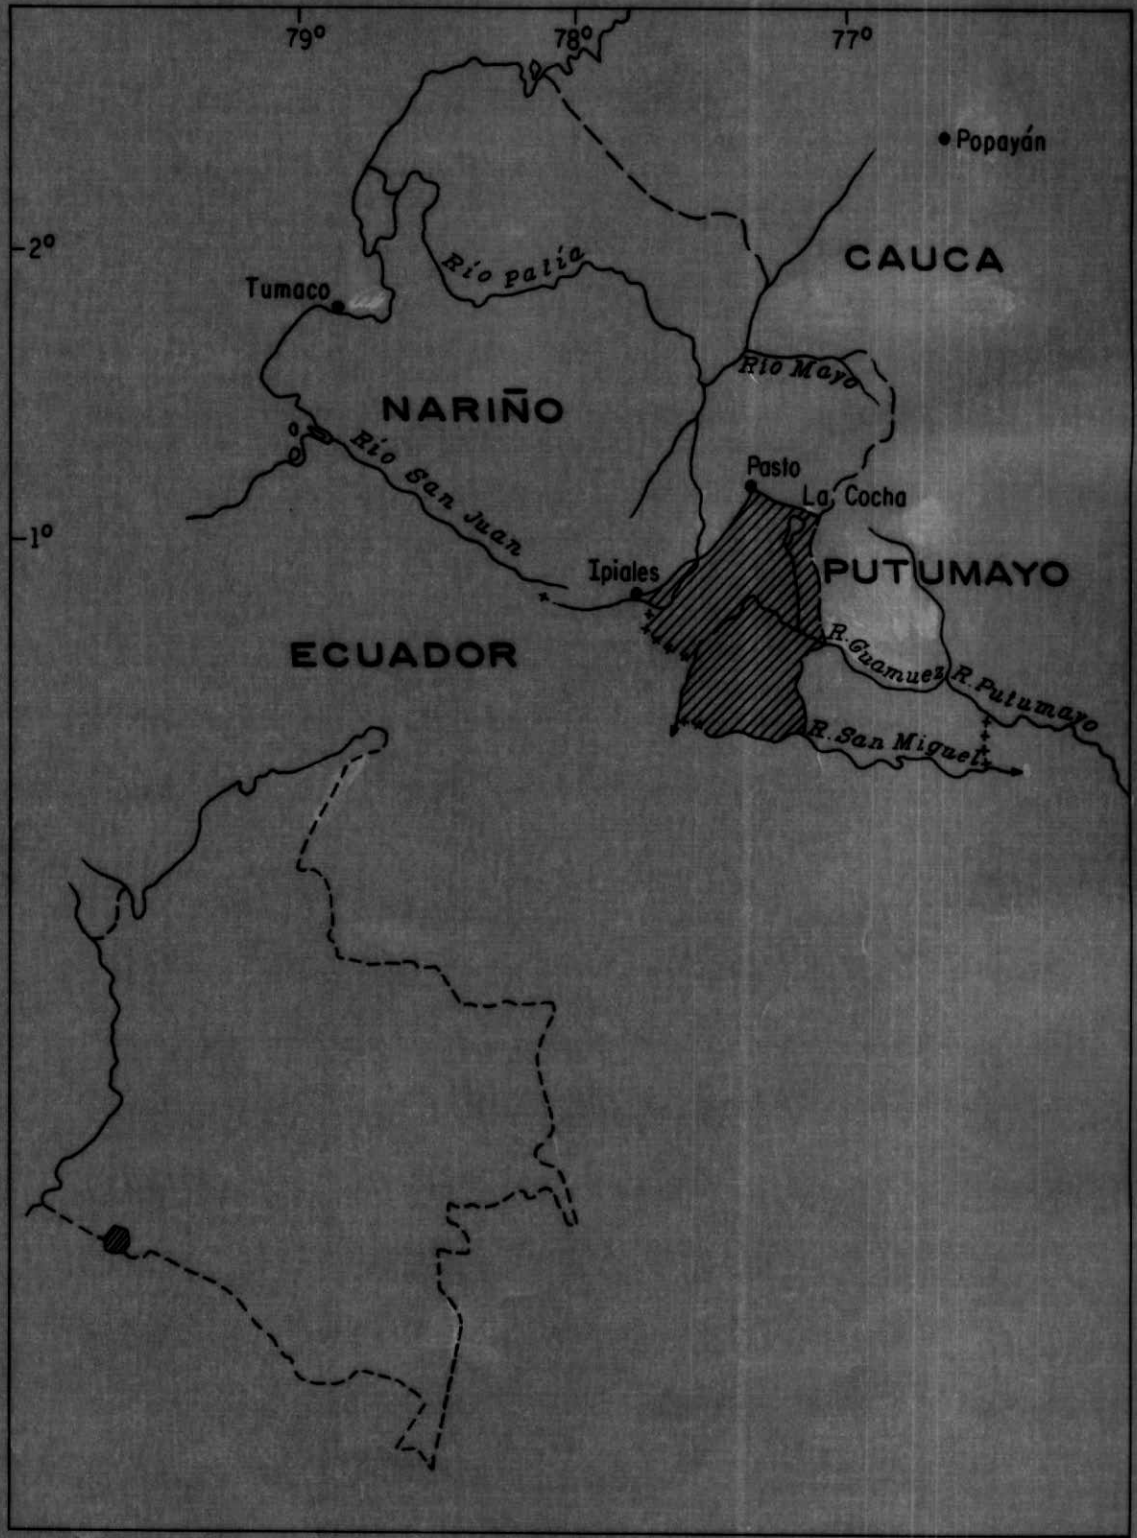 79° 78° 77°
Popayán
2°
CAUCA
Río Patía
Tumaco
Río Mayo
NARIÑO
Río San Juan
Pasto
La Cocha
1°
Ipiales
PUTUMAYO
ECUADOR
R. Guamuez
R. Putumayo
R. San Miguel